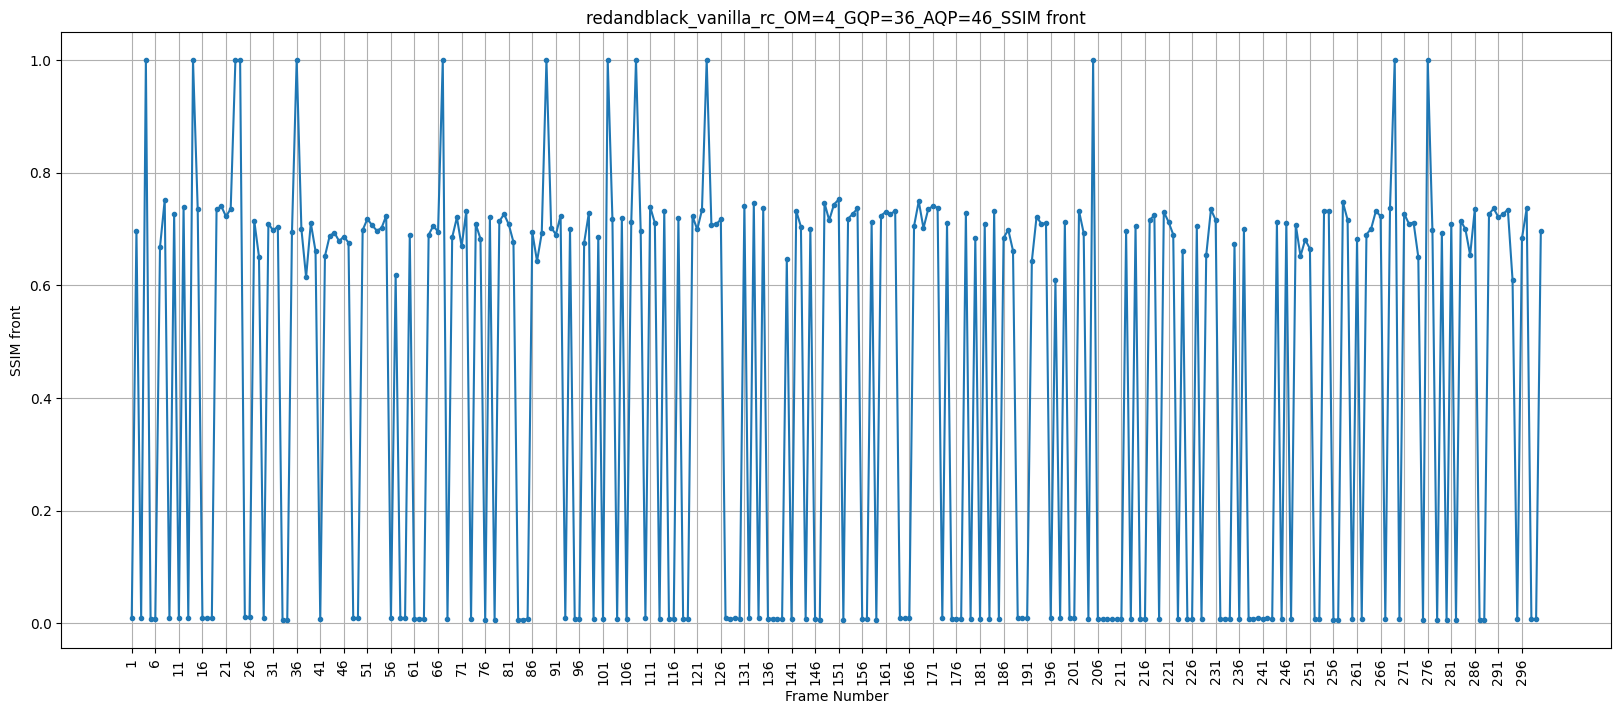 redandblack_vanilla_rc_OM=4_GQP=36_AQP=46_SSIM front
SSIM front
1.0
0.8
0.6
0.4
0.2
0.0
1 6 11 16 21 26 31 36 41 46 51 56 61 66 71 76 81 86 91 96 101 106 111 116 121 126 131 136 141 146 151 156 161 166 171 176 181 186 191 196 201 206 211 216 221 226 231 236 241 246 251 256 261 266 271 276 281 286 291 296
Frame Number